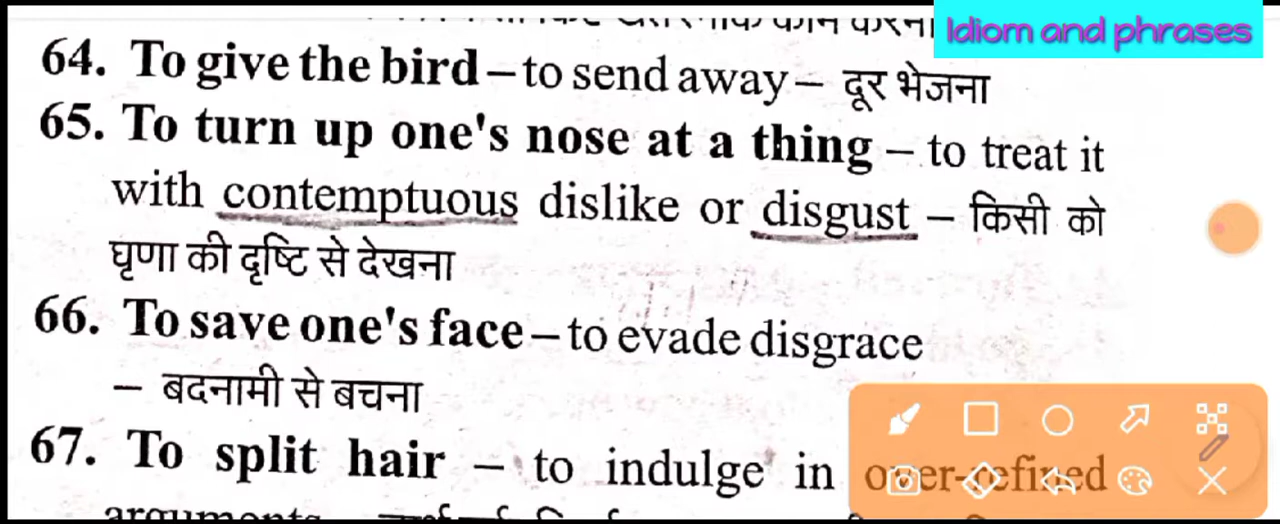 काम करना
Idiom and phrases
64. To give the bird – to send away – दूर भेजना
65. To turn up one's nose at a thing – to treat it
with contemptuous dislike or disgust – किसी को
घृणा की दृष्टि से देखना
66. To save one's face – to evade disgrace
– बदनामी से बचना
67. To split hair – to indulge in over-refined
arguments